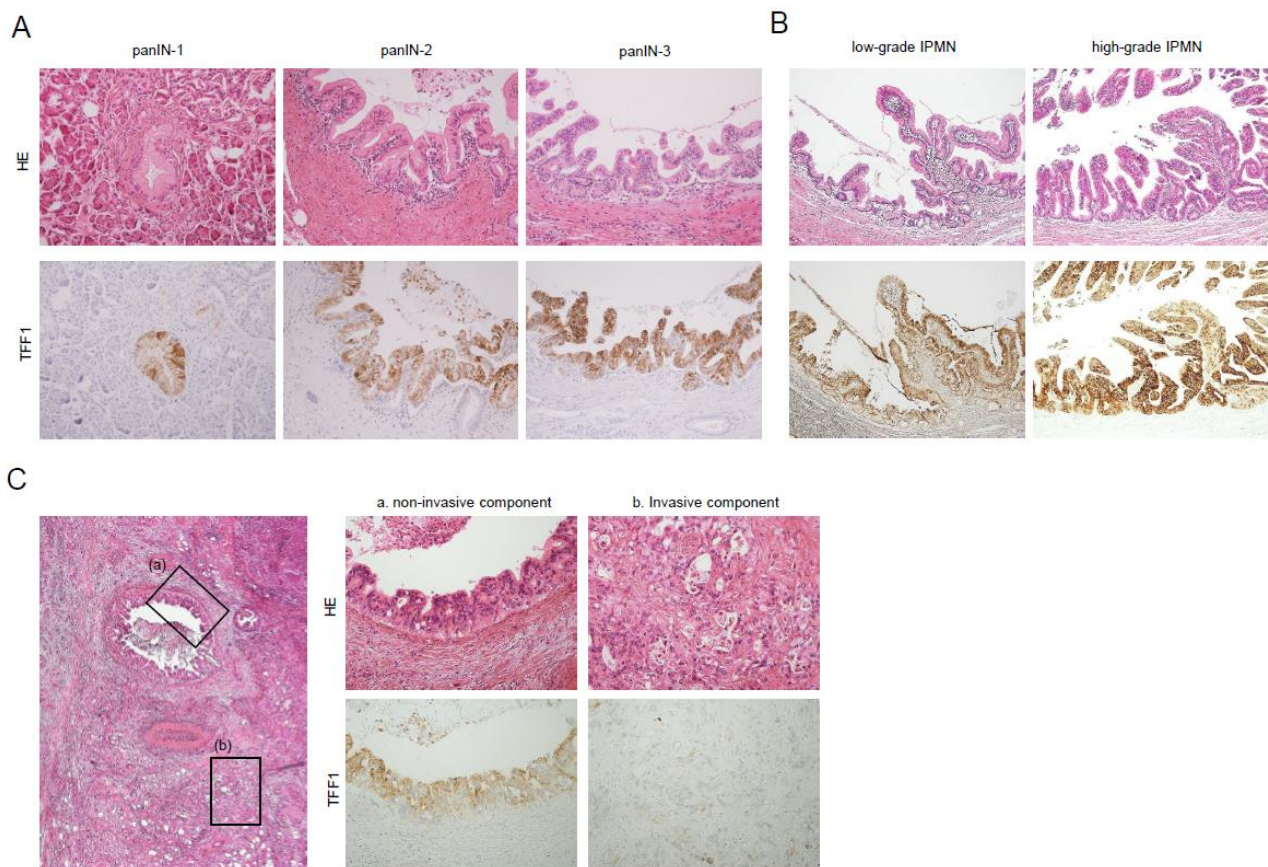 A
panIN-1
panIN-2
panIN-3
HE
TFF1
B
low-grade IPMN
high-grade IPMN
C
(a)
(b)
a. non-invasive component
b. Invasive component
HE
TFF1